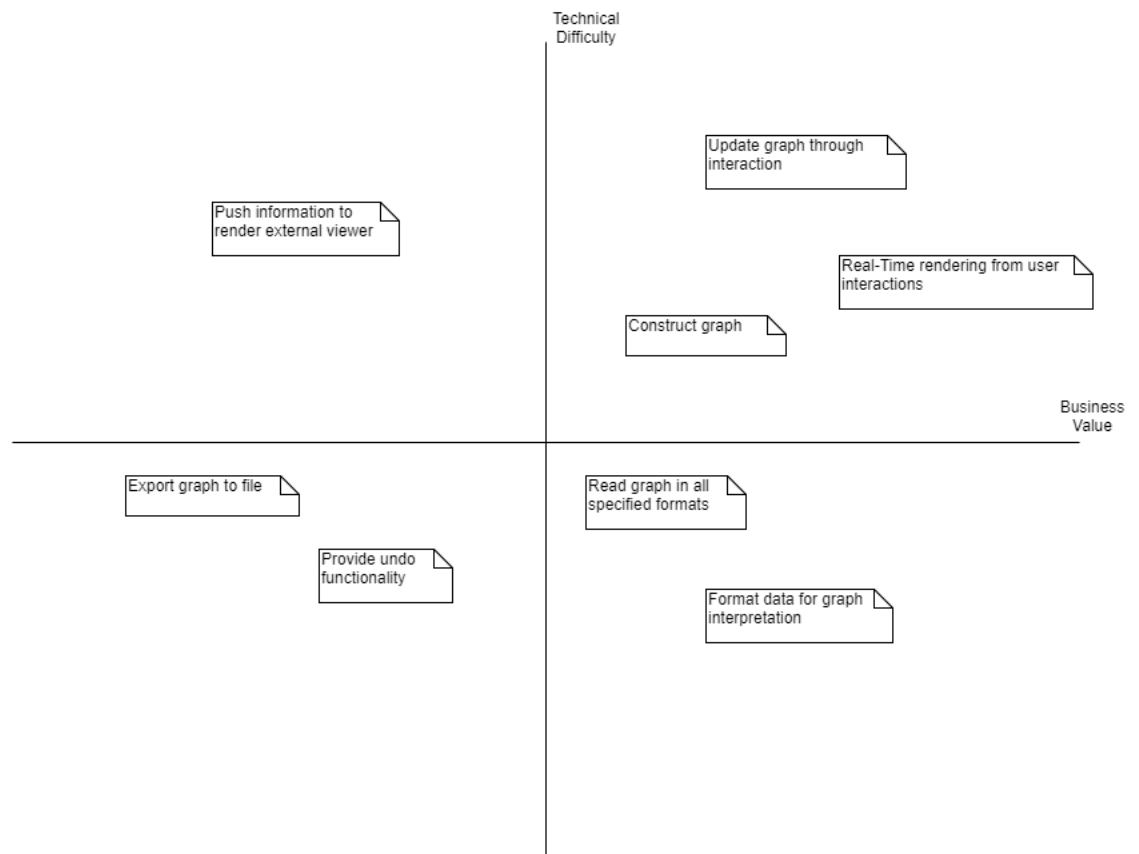 Technical
Difficulty
Update graph through
interaction
Push information to
render external viewer
Real-Time rendering from user
interactions
Construct graph
Business
Value
Export graph to file
Read graph in all
specified formats
Provide undo
functionality
Format data for graph
interpretation